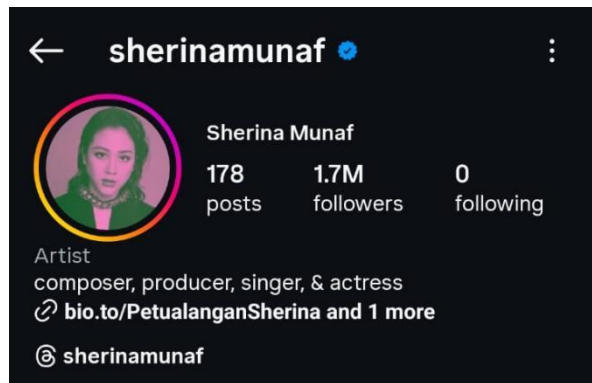 sherinamunaf
Sherina Munaf
178 1.7M 0
posts followers following
Artist
composer, producer, singer, & actress
bio.to/PetualanganSherina and 1 more
sherinamunaf